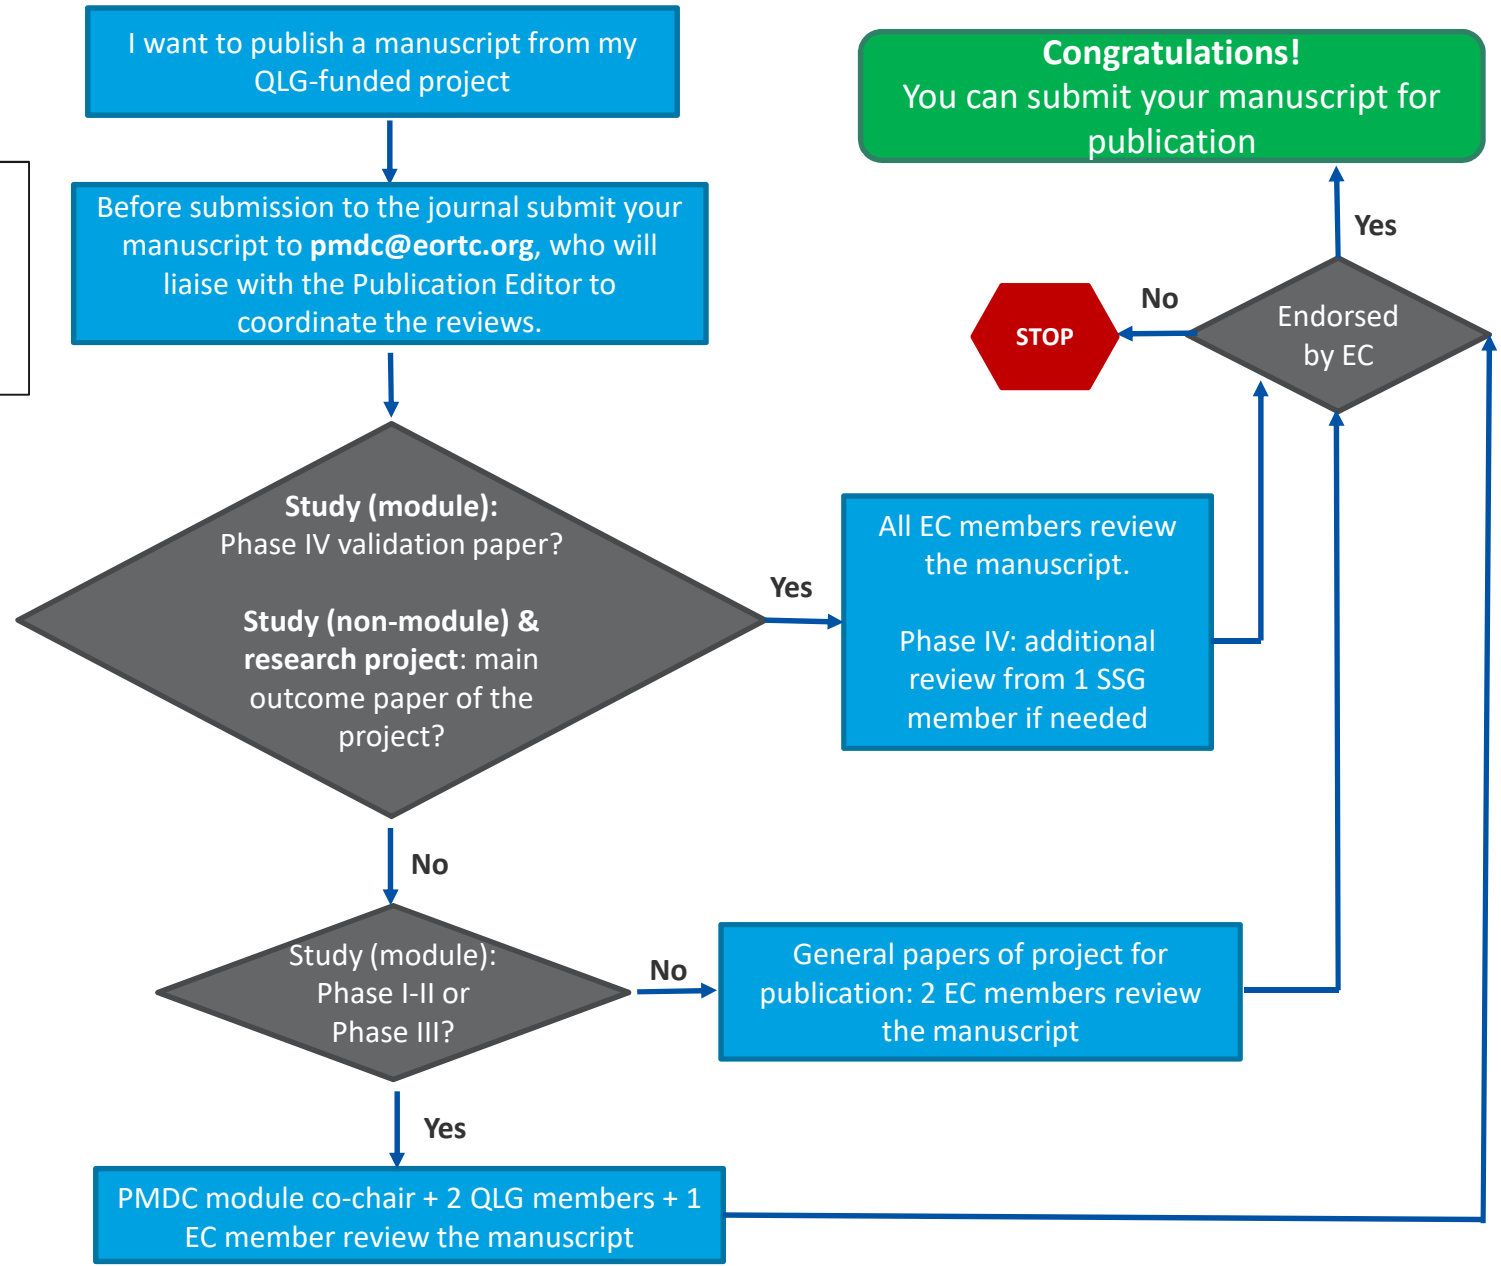 I want to publish a manuscript from my
QLG-funded project
Before submission to the journal submit your
manuscript to pmdc@eortc.org, who will
liaise with the Publication Editor to
coordinate the reviews.
Study (module):
Phase IV validation paper?
Study (non-module) &
research project: main
outcome paper of the
project?
Yes
All EC members review
the manuscript.
Phase IV: additional
review from 1 SSG
member if needed
No
Study (module):
Phase I-II or
Phase III?
No
General papers of project for
publication: 2 EC members review
the manuscript
Yes
PMDC module co-chair + 2 QLG members + 1
EC member review the manuscript
Endorsed
by EC
No
STOP
Yes
Congratulations!
You can submit your manuscript for
publication